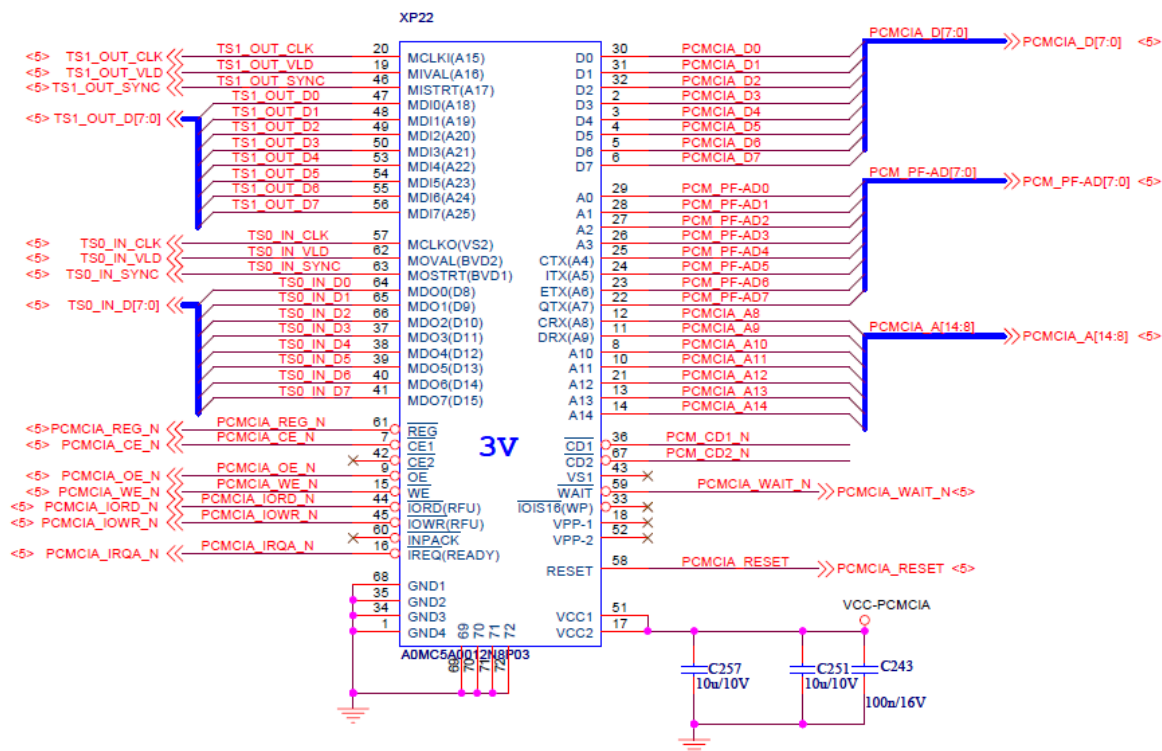 XP22
<5> TS1_OUT_CLK TS1_OUT_CLK 20 MCLKI(A15)
<5> TS1_OUT_VLD TS1_OUT_VLD 19 MIVAL(A16)
<5> TS1_OUT_SYNC TS1_OUT_SYNC 46 MISTRT(A17)
TS1_OUT_D0 47 MDI0(A18)
<5> TS1_OUT_D[7:0] TS1_OUT_D1 48 MDI1(A19)
TS1_OUT_D2 49 MDI2(A20)
TS1_OUT_D3 50 MDI3(A21)
TS1_OUT_D4 53 MDI4(A22)
TS1_OUT_D5 54 MDI5(A23)
TS1_OUT_D6 55 MDI6(A24)
TS1_OUT_D7 56 MDI7(A25)
<5> TS0_IN_CLK TS0_IN_CLK 57 MCLKO(VS2)
<5> TS0_IN_VLD TS0_IN_VLD 62 MOVAL(BVD2)
<5> TS0_IN_SYNC TS0_IN_SYNC 63 MOSTRT(BVD1)
TS0_IN_D0 64 MDO0(D8)
<5> TS0_IN_D[7:0] TS0_IN_D1 65 MDO1(D9)
TS0_IN_D2 66 MDO2(D10)
TS0_IN_D3 37 MDO3(D11)
TS0_IN_D4 38 MDO4(D12)
TS0_IN_D5 39 MDO5(D13)
TS0_IN_D6 40 MDO6(D14)
TS0_IN_D7 41 MDO7(D15)
<5> PCMCIA_REG_N PCMCIA_REG_N 61 REG
<5> PCMCIA_CE_N PCMCIA_CE_N 7 CE1
42 CE2
<5> PCMCIA_OE_N PCMCIA_OE_N 9 OE
<5> PCMCIA_WE_N PCMCIA_WE_N 15 WE
<5> PCMCIA_IORD_N PCMCIA_IORD_N 44 IORD(RFU)
<5> PCMCIA_IOWR_N PCMCIA_IOWR_N 45 IOWR(RFU)
60 INPACK
<5> PCMCIA_IRQA_N PCMCIA_IRQA_N 16 IREQ(READY)
68 GND1
35 GND2
34 GND3
1 GND4
69 70 71 72
69 70 71 72
A0MC5A0012N8P03
3V
D0 30 PCMCIA_D0
D1 31 PCMCIA_D1
D2 32 PCMCIA_D2
D3 2 PCMCIA_D3
D4 3 PCMCIA_D4
D5 4 PCMCIA_D5
D6 5 PCMCIA_D6
D7 6 PCMCIA_D7
PCMCIA_D[7:0] PCMCIA_D[7:0] <5>
A0 29 PCM_PF-AD0
A1 28 PCM_PF-AD1
A2 27 PCM_PF-AD2
A3 26 PCM_PF-AD3
CTX(A4) 25 PCM_PF-AD4
ITX(A5) 24 PCM_PF-AD5
ETX(A6) 23 PCM_PF-AD6
QTX(A7) 22 PCM_PF-AD7
PCM_PF-AD[7:0] PCM_PF-AD[7:0] <5>
CRX(A8) 12 PCMCIA_A8
DRX(A9) 11 PCMCIA_A9
A10 8 PCMCIA_A10
A11 10 PCMCIA_A11
A12 21 PCMCIA_A12
A13 13 PCMCIA_A13
A14 14 PCMCIA_A14
PCMCIA_A[14:8] PCMCIA_A[14:8] <5>
CD1 36 PCM_CD1_N
CD2 67 PCM_CD2_N
VS1 43
WAIT 59 PCMCIA_WAIT_N PCMCIA_WAIT_N<5>
IOIS16(WP) 33
VPP-1 18
VPP-2 52
RESET 58 PCMCIA_RESET PCMCIA_RESET <5>
VCC1 51
VCC2 17
VCC-PCMCIA
C257
10u/10V
C251
10u/10V
C243
100n/16V